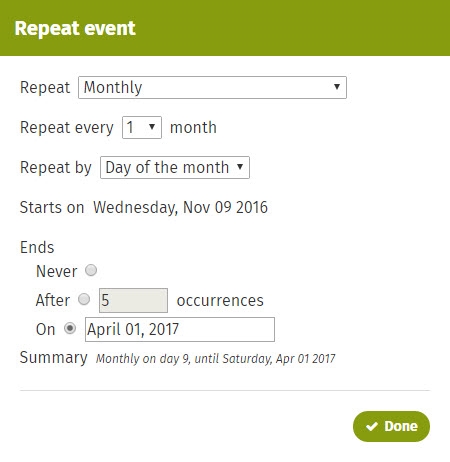 Repeat event
Repeat Monthly
Repeat every 1 month
Repeat by Day of the month
Starts on Wednesday, Nov 09 2016
Ends
Never
After 5 occurrences
On April 01, 2017
Summary Monthly on day 9, until Saturday, Apr 01 2017
Done